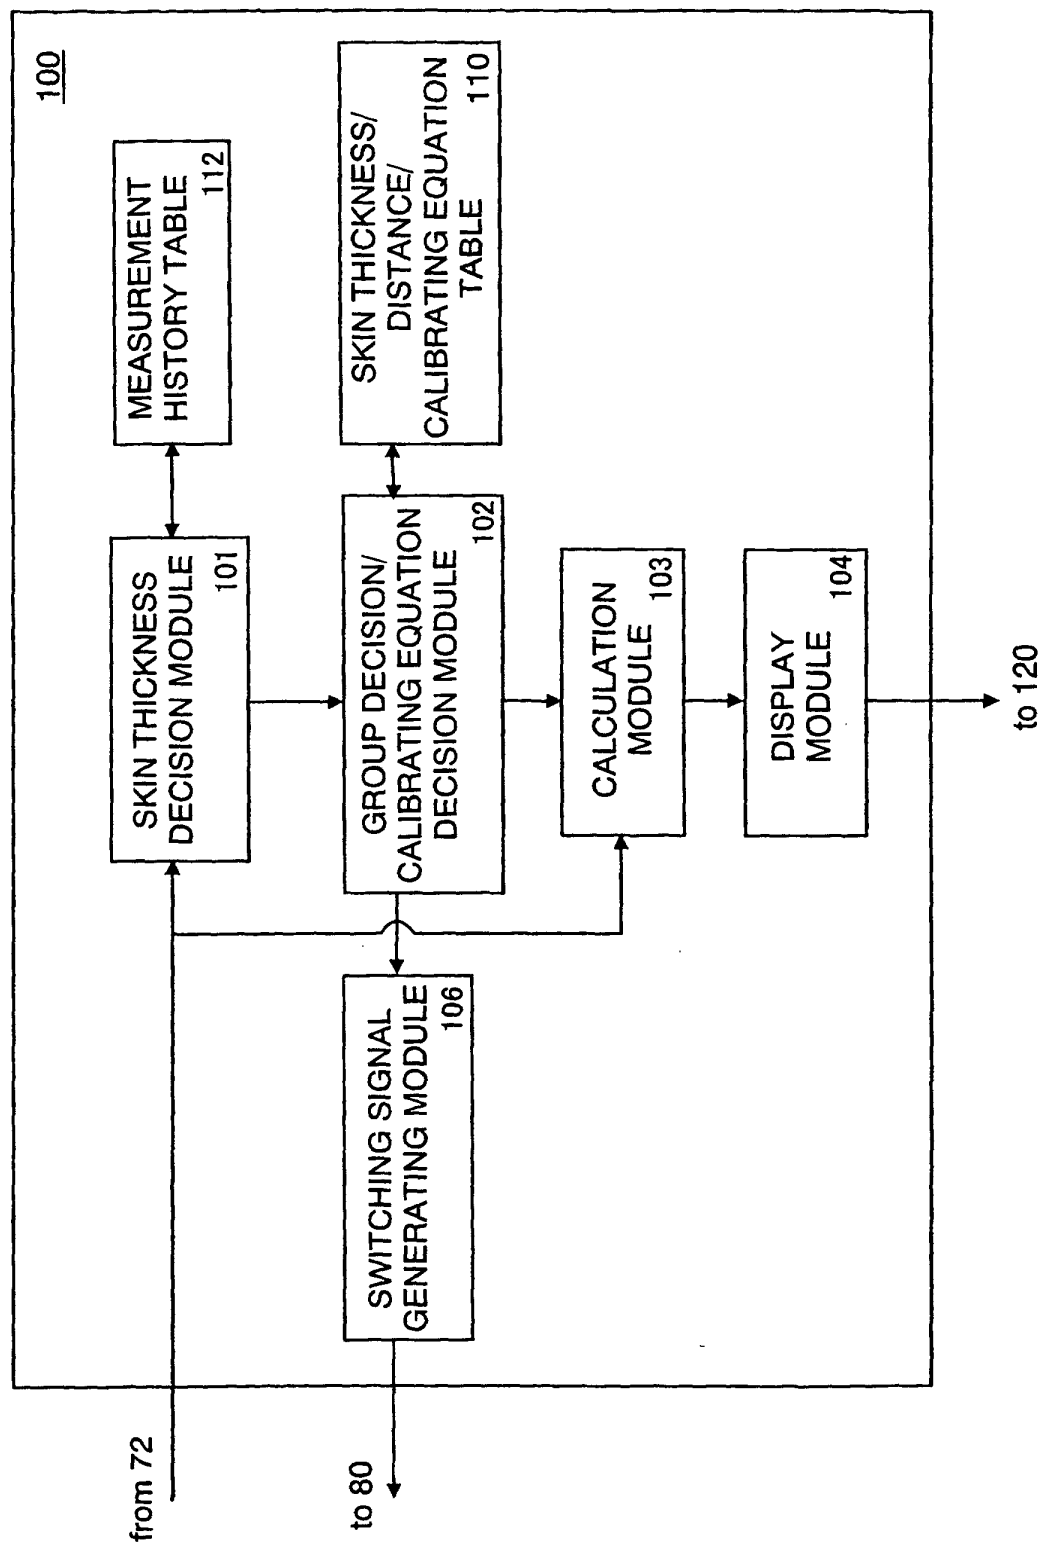 100
MEASUREMENT
HISTORY TABLE
112
SKIN THICKNESS/
DISTANCE/
CALIBRATING EQUATION
TABLE
110
SKIN THICKNESS
DECISION MODULE
101
GROUP DECISION/
CALIBRATING EQUATION
DECISION MODULE
102
CALCULATION
MODULE
103
DISPLAY
MODULE
104
SWITCHING SIGNAL
GENERATING MODULE
106
from 72
to 80
to 120